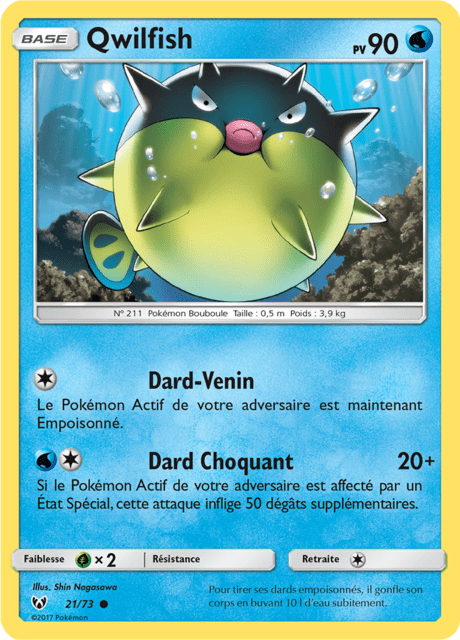 BASE Qwilfish PV 90
N° 211 Pokémon Bouboule Taille : 0,5 m Poids : 3,9 kg
Dard-Venin
Le Pokémon Actif de votre adversaire est maintenant
Empoisonné.
Dard Choquant 20+
Si le Pokémon Actif de votre adversaire est affecté par un
État Spécial, cette attaque inflige 50 dégâts supplémentaires.
Faiblesse × 2 Résistance Retraite
Illus. Shin Nagasawa
21/73
©2017 Pokémon
Pour tirer ses dards empoisonnés, il gonfle son
corps en buvant 10 l d'eau subitement.